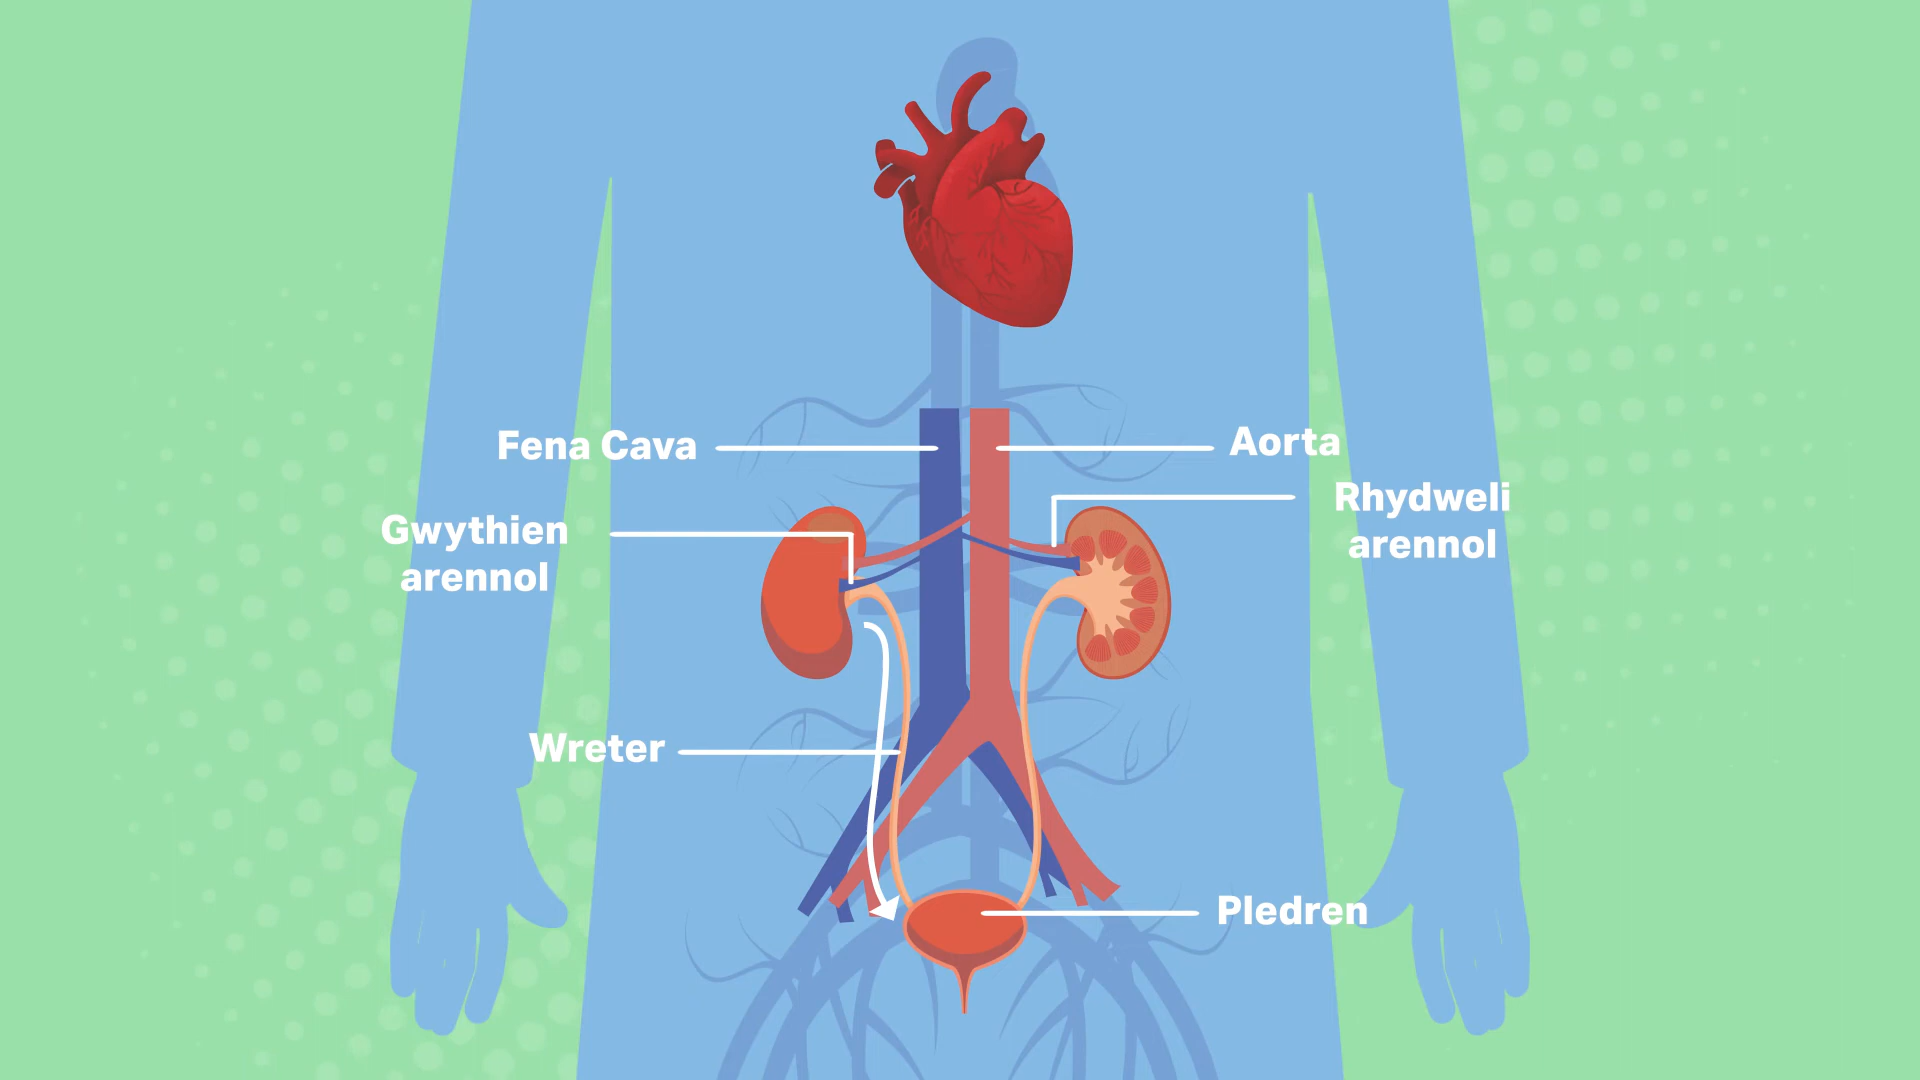 Fena Cava
Aorta
Gwythien
arennol
Rhydweli
arennol
Wreter
Pledren